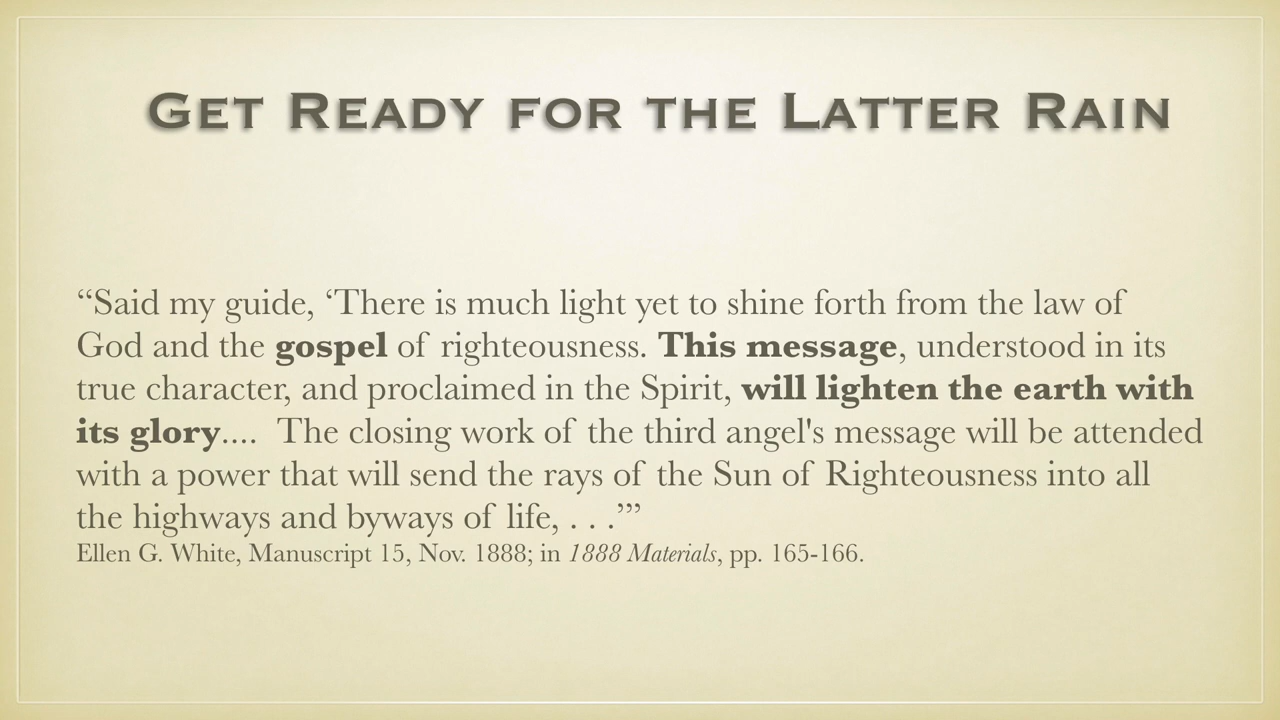 Get Ready for the Latter Rain
“Said my guide, ‘There is much light yet to shine forth from the law of
God and the gospel of righteousness. This message, understood in its
true character, and proclaimed in the Spirit, will lighten the earth with
its glory.... The closing work of the third angel's message will be attended
with a power that will send the rays of the Sun of Righteousness into all
the highways and byways of life, . . .’”
Ellen G. White, Manuscript 15, Nov. 1888; in 1888 Materials, pp. 165-166.